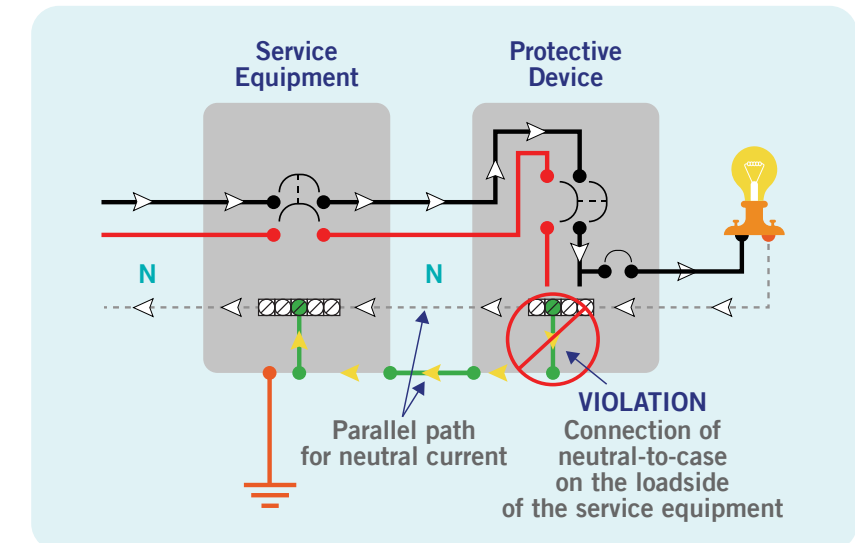 Service
Equipment
Protective
Device
N
N
Parallel path
for neutral current
VIOLATION
Connection of
neutral-to-case
on the loadside
of the service equipment